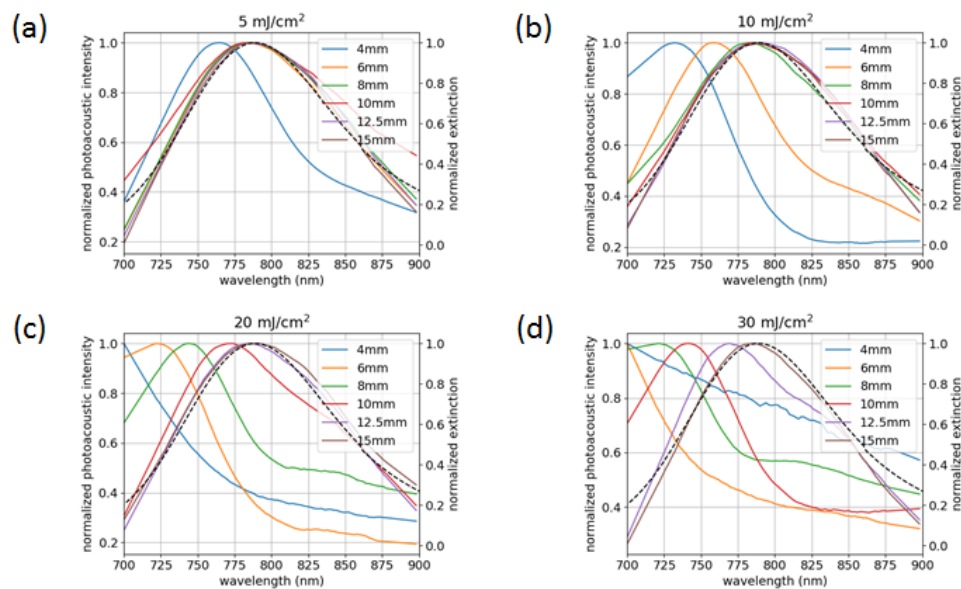 (a)
5 mJ/cm²
normalized photoacoustic intensity
1.0
0.8
0.6
0.4
0.2
1.0
0.8
0.6
0.4
0.2
0.0
normalized extinction
4mm
6mm
8mm
10mm
12.5mm
15mm
700 725 750 775 800 825 850 875 900
wavelength (nm)
(b)
10 mJ/cm²
normalized photoacoustic intensity
1.0
0.8
0.6
0.4
0.2
1.0
0.8
0.6
0.4
0.2
0.0
normalized extinction
4mm
6mm
8mm
10mm
12.5mm
15mm
700 725 750 775 800 825 850 875 900
wavelength (nm)
(c)
20 mJ/cm²
normalized photoacoustic intensity
1.0
0.8
0.6
0.4
0.2
1.0
0.8
0.6
0.4
0.2
0.0
normalized extinction
4mm
6mm
8mm
10mm
12.5mm
15mm
700 725 750 775 800 825 850 875 900
wavelength (nm)
(d)
30 mJ/cm²
normalized photoacoustic intensity
1.0
0.8
0.6
0.4
1.0
0.8
0.6
0.4
0.2
0.0
normalized extinction
4mm
6mm
8mm
10mm
12.5mm
15mm
700 725 750 775 800 825 850 875 900
wavelength (nm)